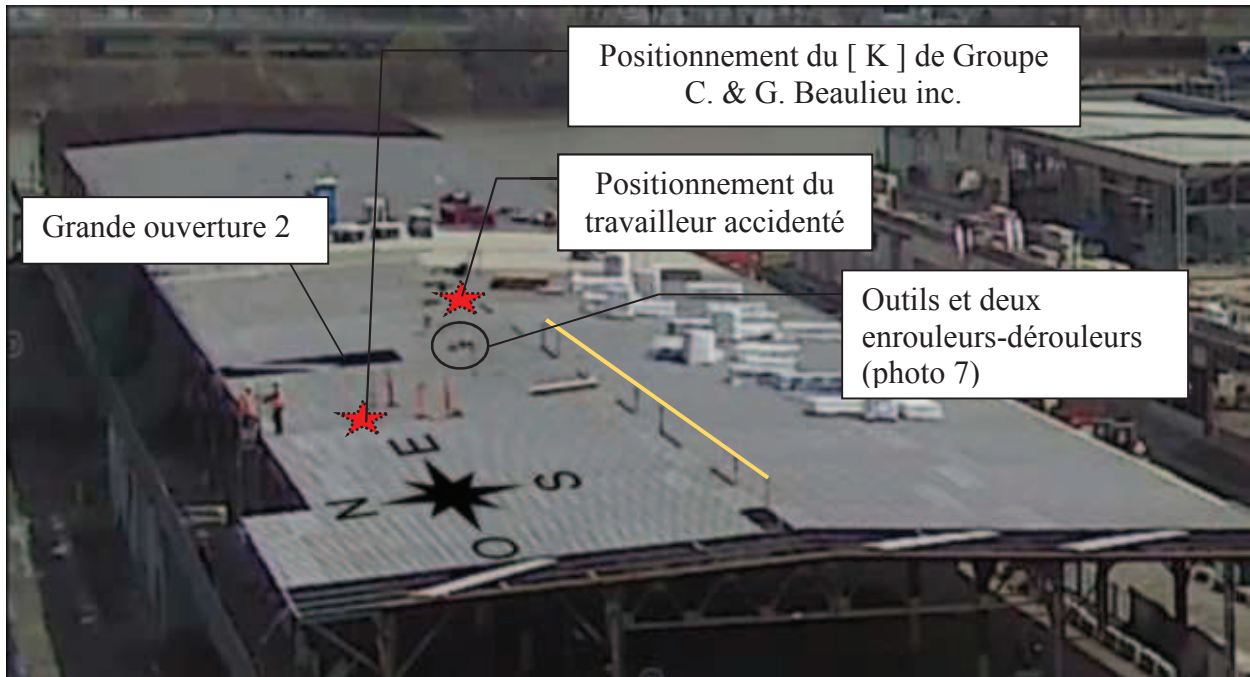 Positionnement du [ K ] de Groupe
C. & G. Beaulieu inc.
Positionnement du
travailleur accidenté
Grande ouverture 2
Outils et deux
enrouleurs-dérouleurs
(photo 7)
E
N
S
O